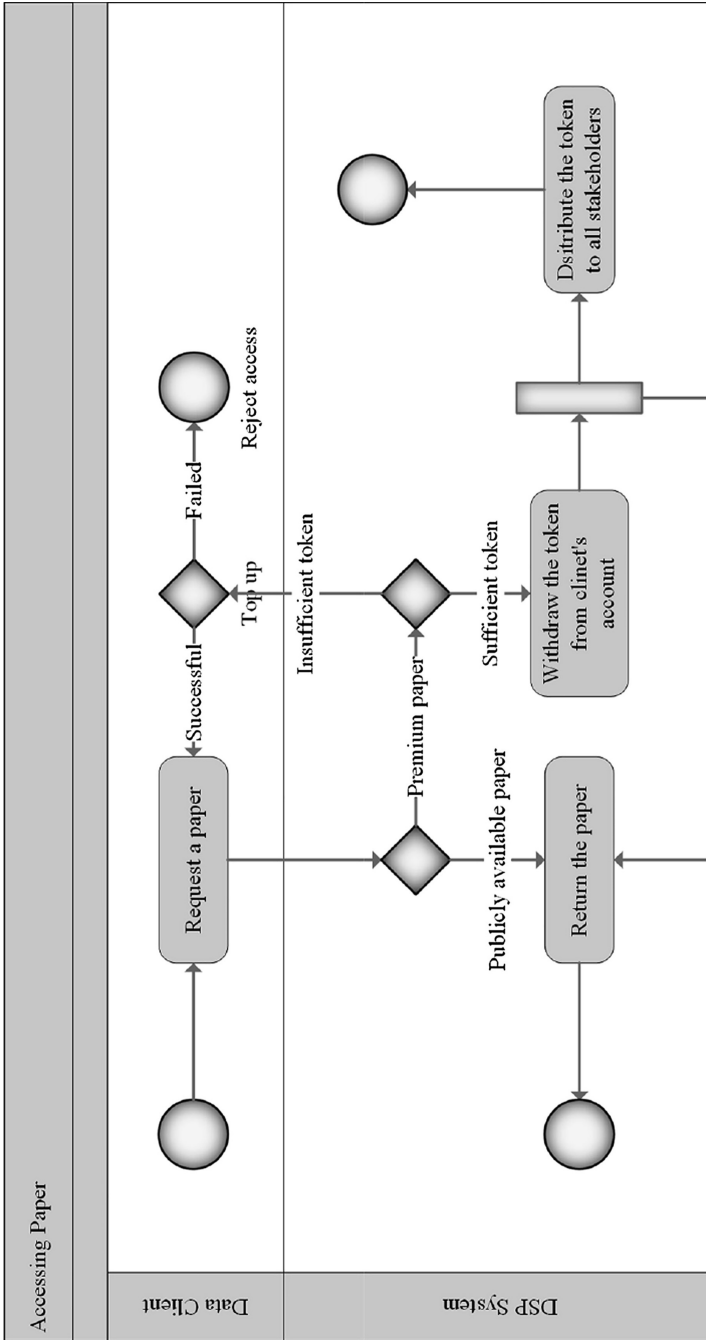 Accessing Paper
Data Client
DSP System
Request a paper
Successful
Top up
Failed
Reject access
Insufficient token
Premium paper
Publicly available paper
Sufficient token
Return the paper
Withdraw the token
from clinet's
account
Dsitribute the token
to all stakeholders